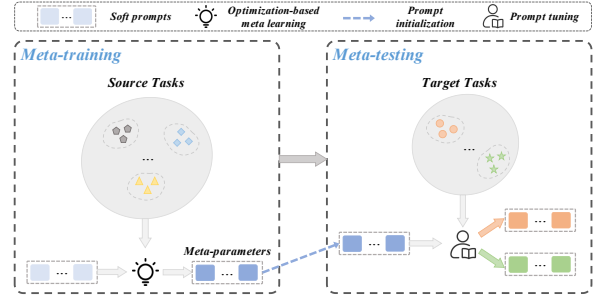 Soft prompts
Optimization-based
meta learning
Prompt
initialization
Prompt tuning
Meta-training
Source Tasks
...
...
Meta-parameters
...
Meta-testing
Target Tasks
...
...
...
...